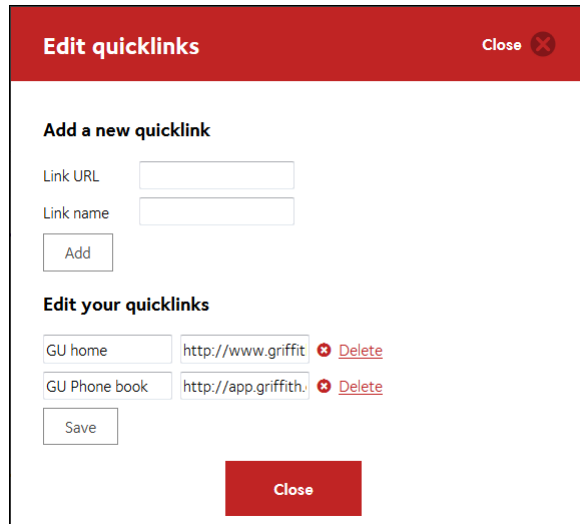 Edit quicklinks Close
Add a new quicklink
Link URL
Link name
Add
Edit your quicklinks
GU home http://www.griffit Delete
GU Phone book http://app.griffith. Delete
Save
Close